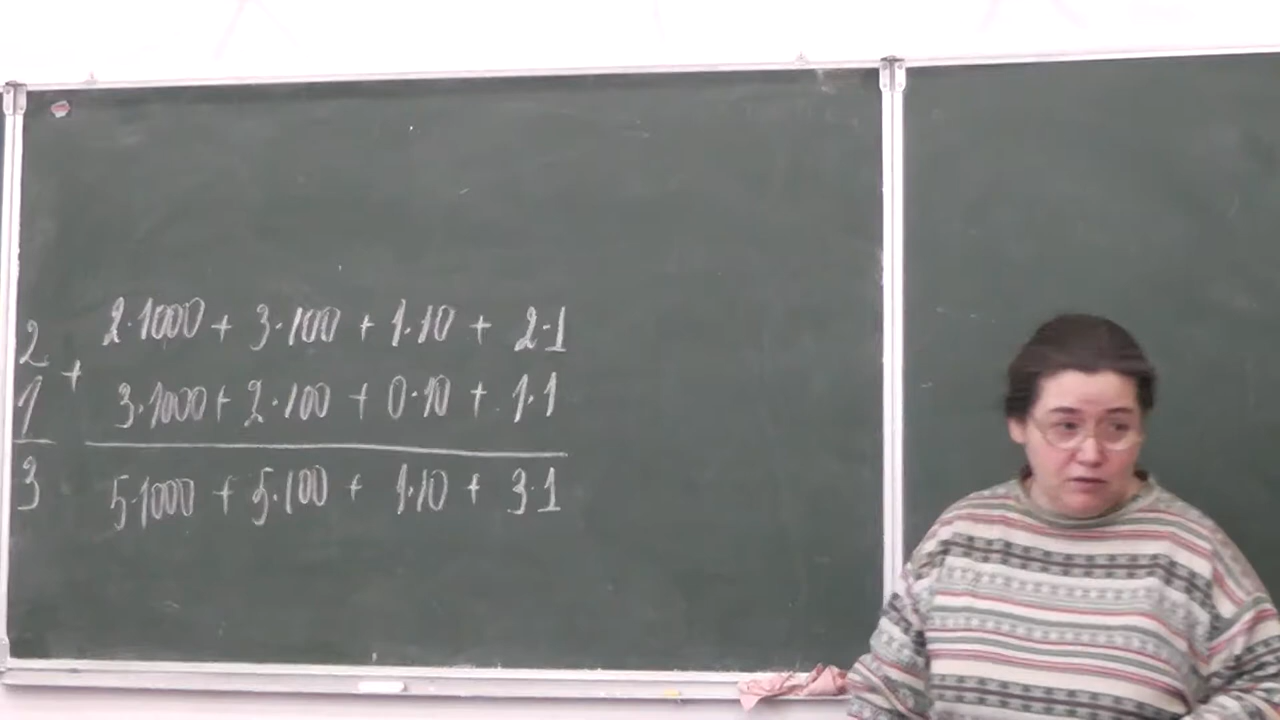 2 + 2·1000 + 3·100 + 1·10 + 2·1
1 3·1000 + 2·100 + 0·10 + 1·1
3 5·1000 + 5·100 + 1·10 + 3·1